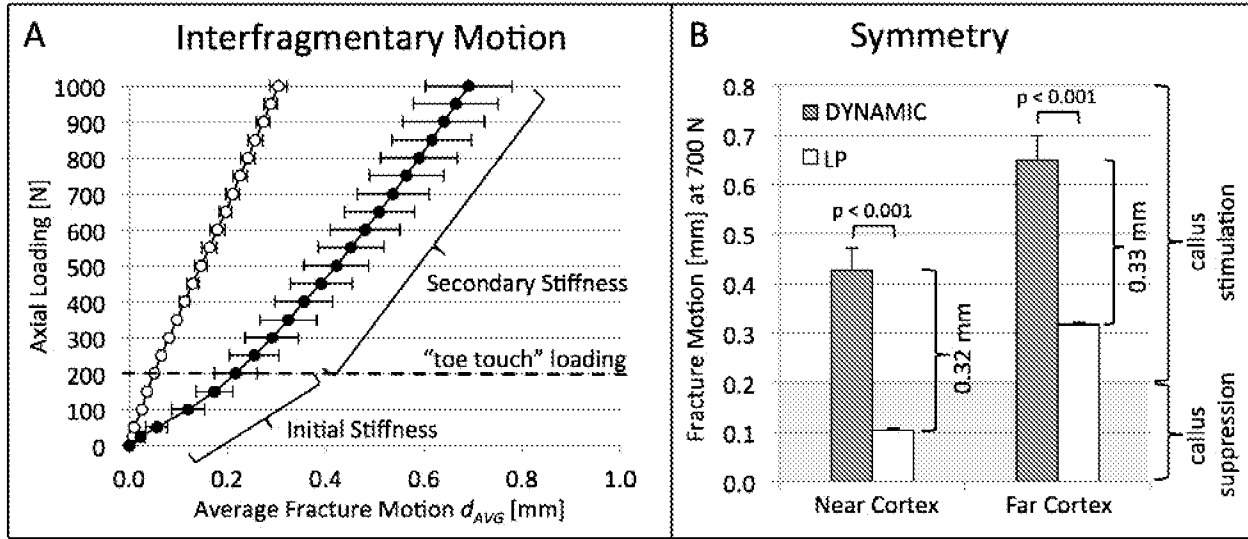 A
Interfragmentary Motion
Axial Loading [N]
1000
900
800
700
600
500
400
300
200
100
0
Secondary Stiffness
"toe touch" loading
Initial Stiffness
0.0 0.2 0.4 0.6 0.8 1.0
Average Fracture Motion dAVG [mm]
B
Symmetry
Fracture Motion [mm] at 700 N
0.8
0.7
0.6
0.5
0.4
0.3
0.2
0.1
0.0
DYNAMIC
LP
p < 0.001
p < 0.001
0.32 mm
0.33 mm
Near Cortex Far Cortex
callus
stimulation
callus
suppression